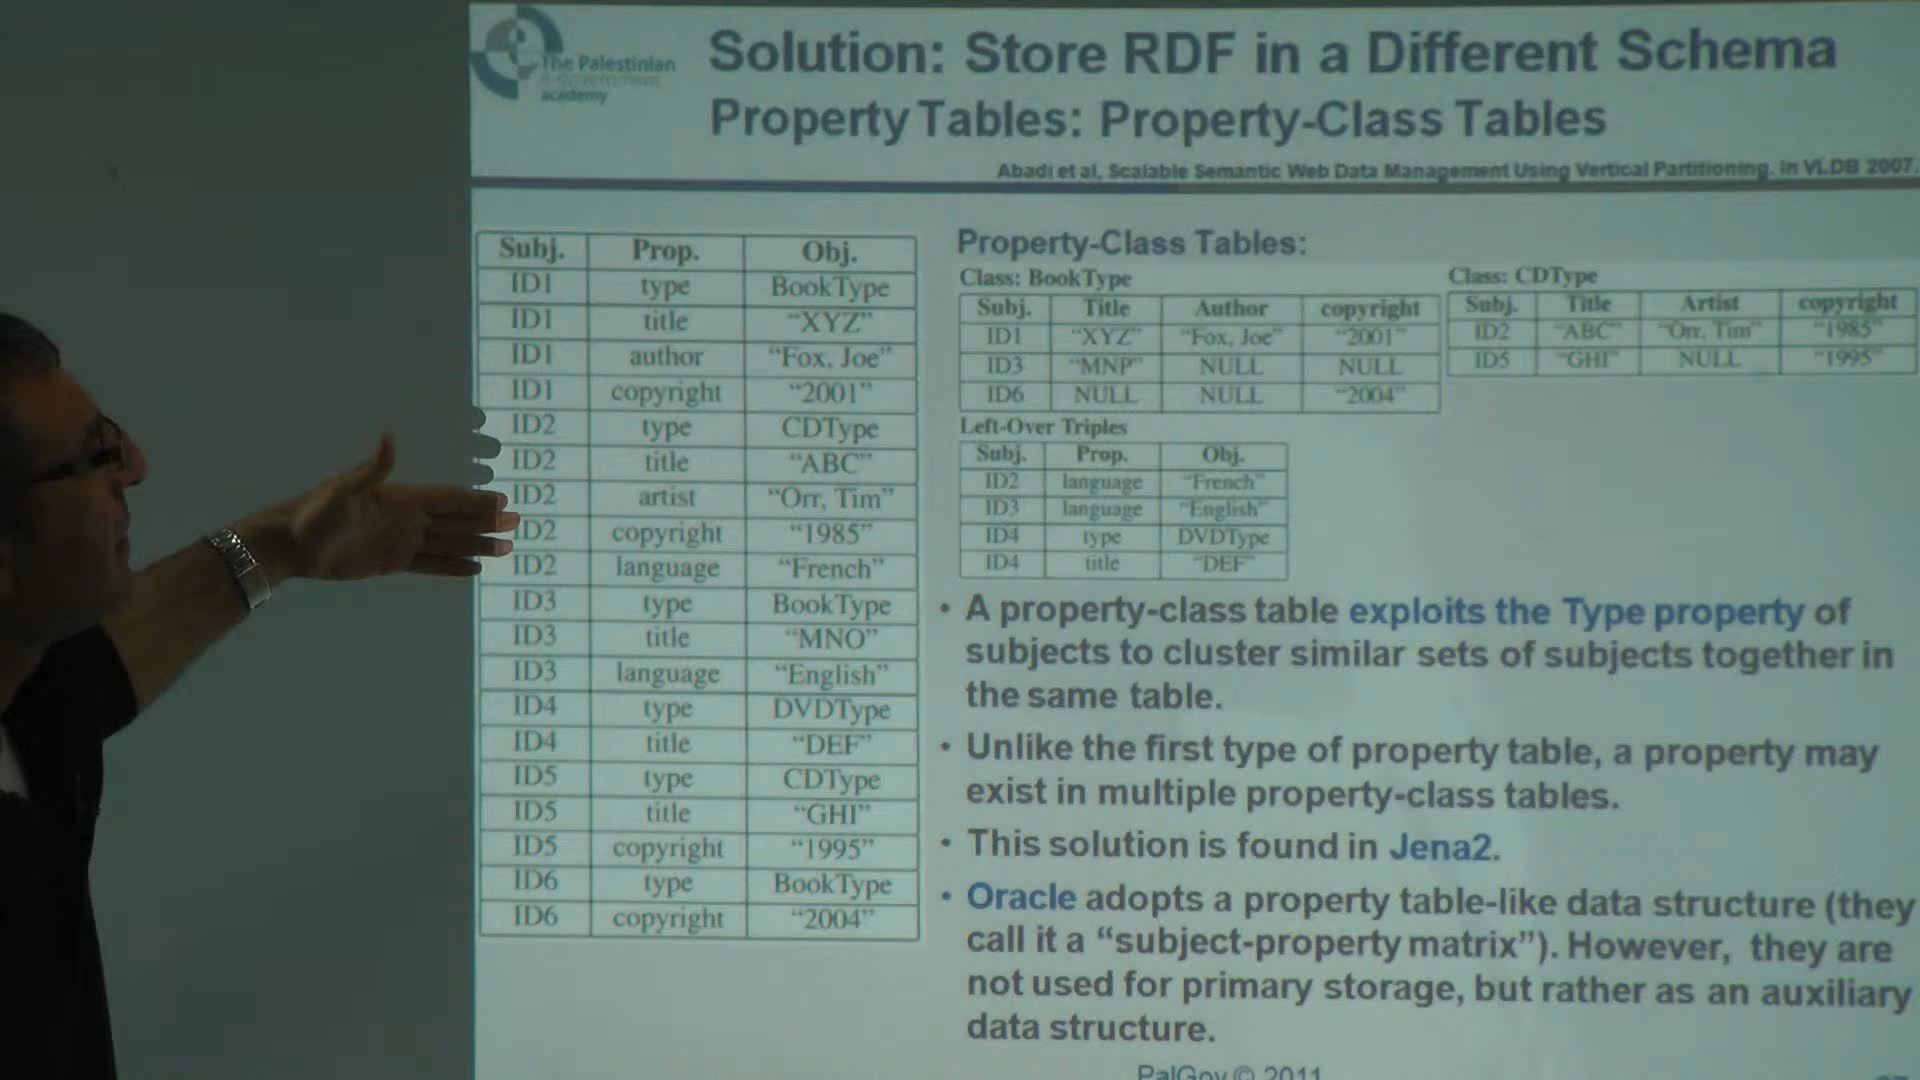 The Palestinian
e-government
academy
Solution: Store RDF in a Different Schema
Property Tables: Property-Class Tables
Abadi et al, Scalable Semantic Web Data Management Using Vertical Partitioning. In VLDB 2007.
Subj. Prop. Obj.
ID1 type BookType
ID1 title “XYZ”
ID1 author “Fox, Joe”
ID1 copyright “2001”
ID2 type CDType
ID2 title “ABC”
ID2 artist “Orr, Tim”
ID2 copyright “1985”
ID2 language “French”
ID3 type BookType
ID3 title “MNO”
ID3 language “English”
ID4 type DVDType
ID4 title “DEF”
ID5 type CDType
ID5 title “GHI”
ID5 copyright “1995”
ID6 type BookType
ID6 copyright “2004”
Property-Class Tables:
Class: BookType
Subj. Title Author copyright
ID1 “XYZ” “Fox, Joe” “2001”
ID3 “MNP” NULL NULL
ID6 NULL NULL “2004”
Class: CDType
Subj. Title Artist copyright
ID2 “ABC” “Orr, Tim” “1985”
ID5 “GHI” NULL “1995”
Left-Over Triples
Subj. Prop. Obj.
ID2 language “French”
ID3 language “English”
ID4 type DVDType
ID4 title “DEF”
• A property-class table exploits the Type property of
subjects to cluster similar sets of subjects together in
the same table.
• Unlike the first type of property table, a property may
exist in multiple property-class tables.
• This solution is found in Jena2.
• Oracle adopts a property table-like data structure (they
call it a “subject-property matrix”). However, they are
not used for primary storage, but rather as an auxiliary
data structure.
PalGov © 2011